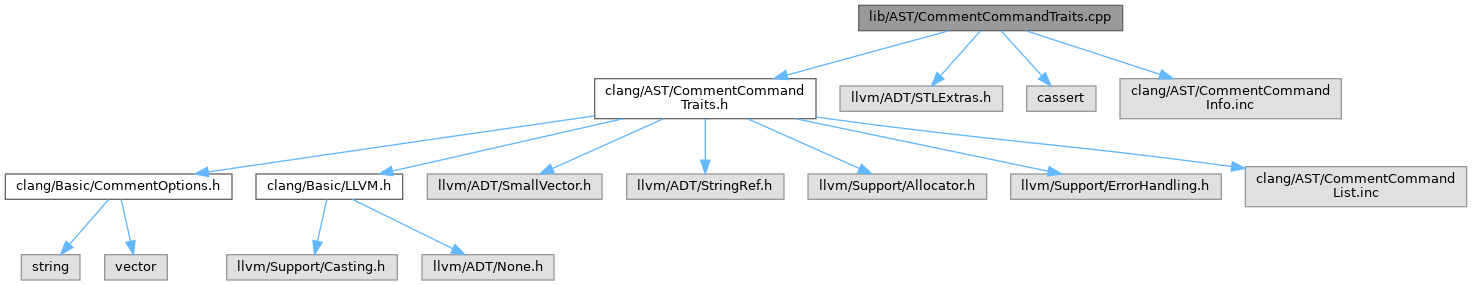 lib/AST/CommentCommandTraits.cpp
clang/AST/CommentCommand
Traits.h
llvm/ADT/STLExtras.h
cassert
clang/AST/CommentCommand
Info.inc
clang/Basic/CommentOptions.h
clang/Basic/LLVM.h
llvm/ADT/SmallVector.h
llvm/ADT/StringRef.h
llvm/Support/Allocator.h
llvm/Support/ErrorHandling.h
clang/AST/CommentCommand
List.inc
string
vector
llvm/Support/Casting.h
llvm/ADT/None.h